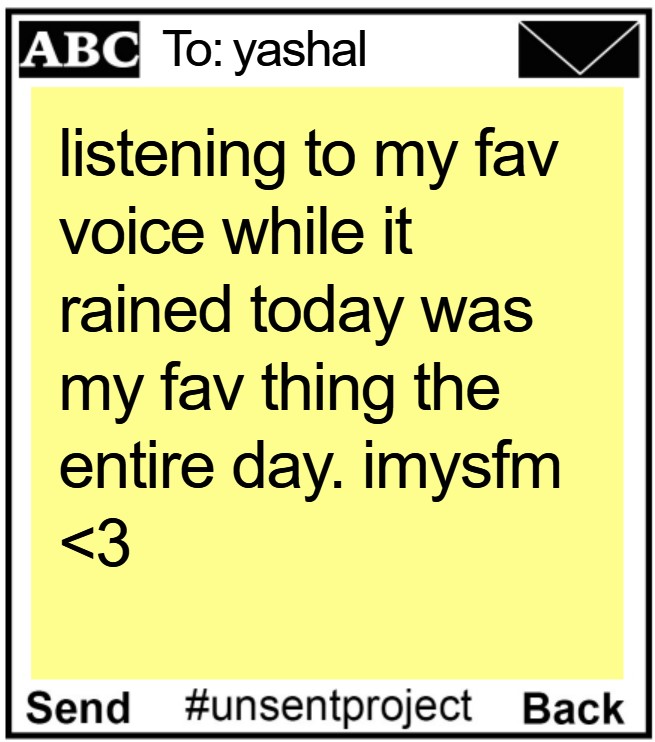 ABC To: yashal
listening to my fav
voice while it
rained today was
my fav thing the
entire day. imysfm
<3
Send #unsentproject Back